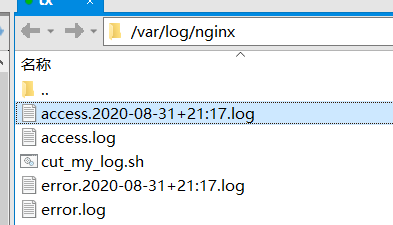 /var/log/nginx
名称
..
access.2020-08-31+21:17.log
access.log
cut_my_log.sh
error.2020-08-31+21:17.log
error.log